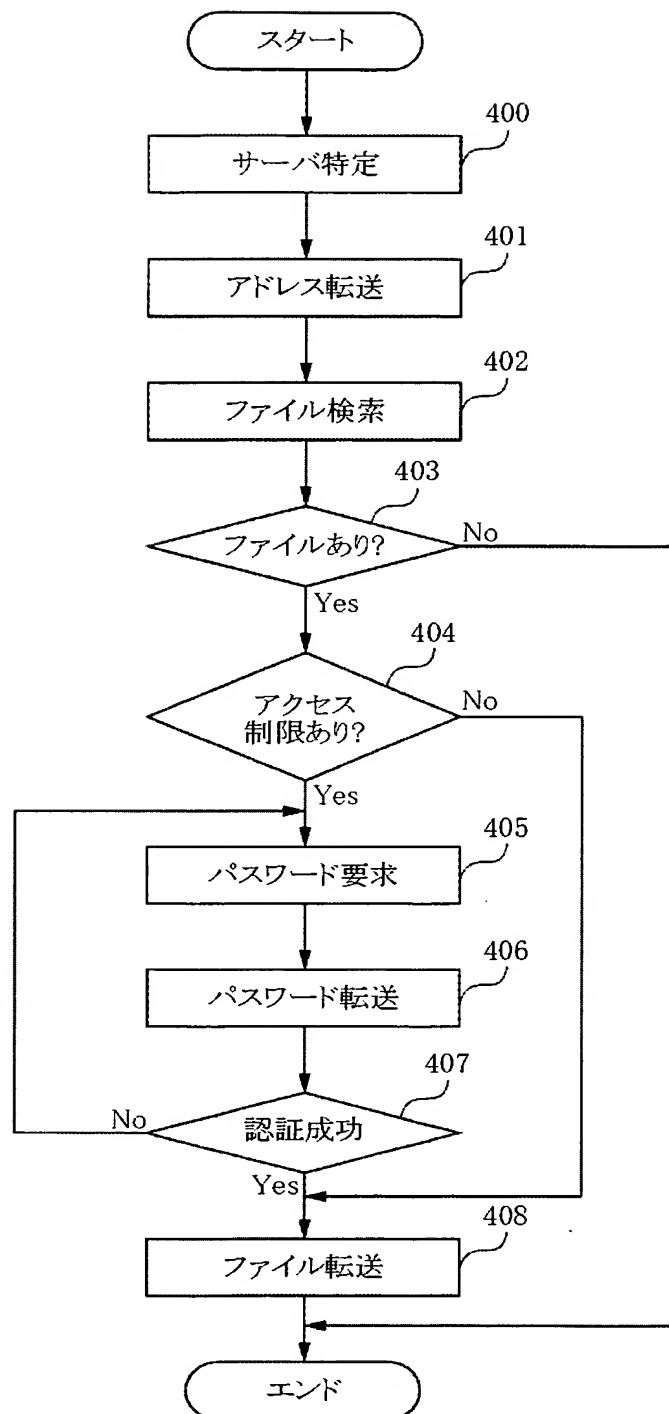 スタート
400
サーバ特定
401
アドレス転送
402
ファイル検索
403
ファイルあり?
No
Yes
404
アクセス
制限あり?
No
Yes
405
パスワード要求
406
パスワード転送
407
認証成功
No
Yes
408
ファイル転送
エンド